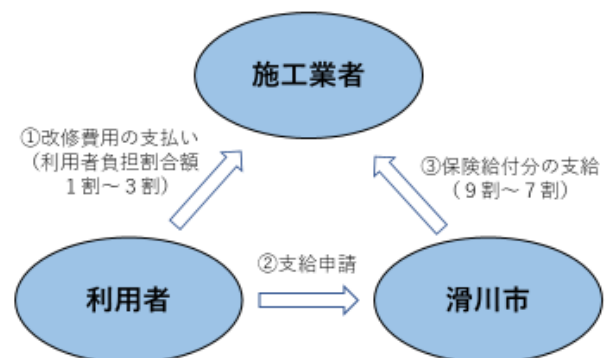 施工業者
①改修費用の支払い
（利用者負担割合額
１割～３割）
③保険給付分の支給
（９割～７割）
②支給申請
利用者
滑川市